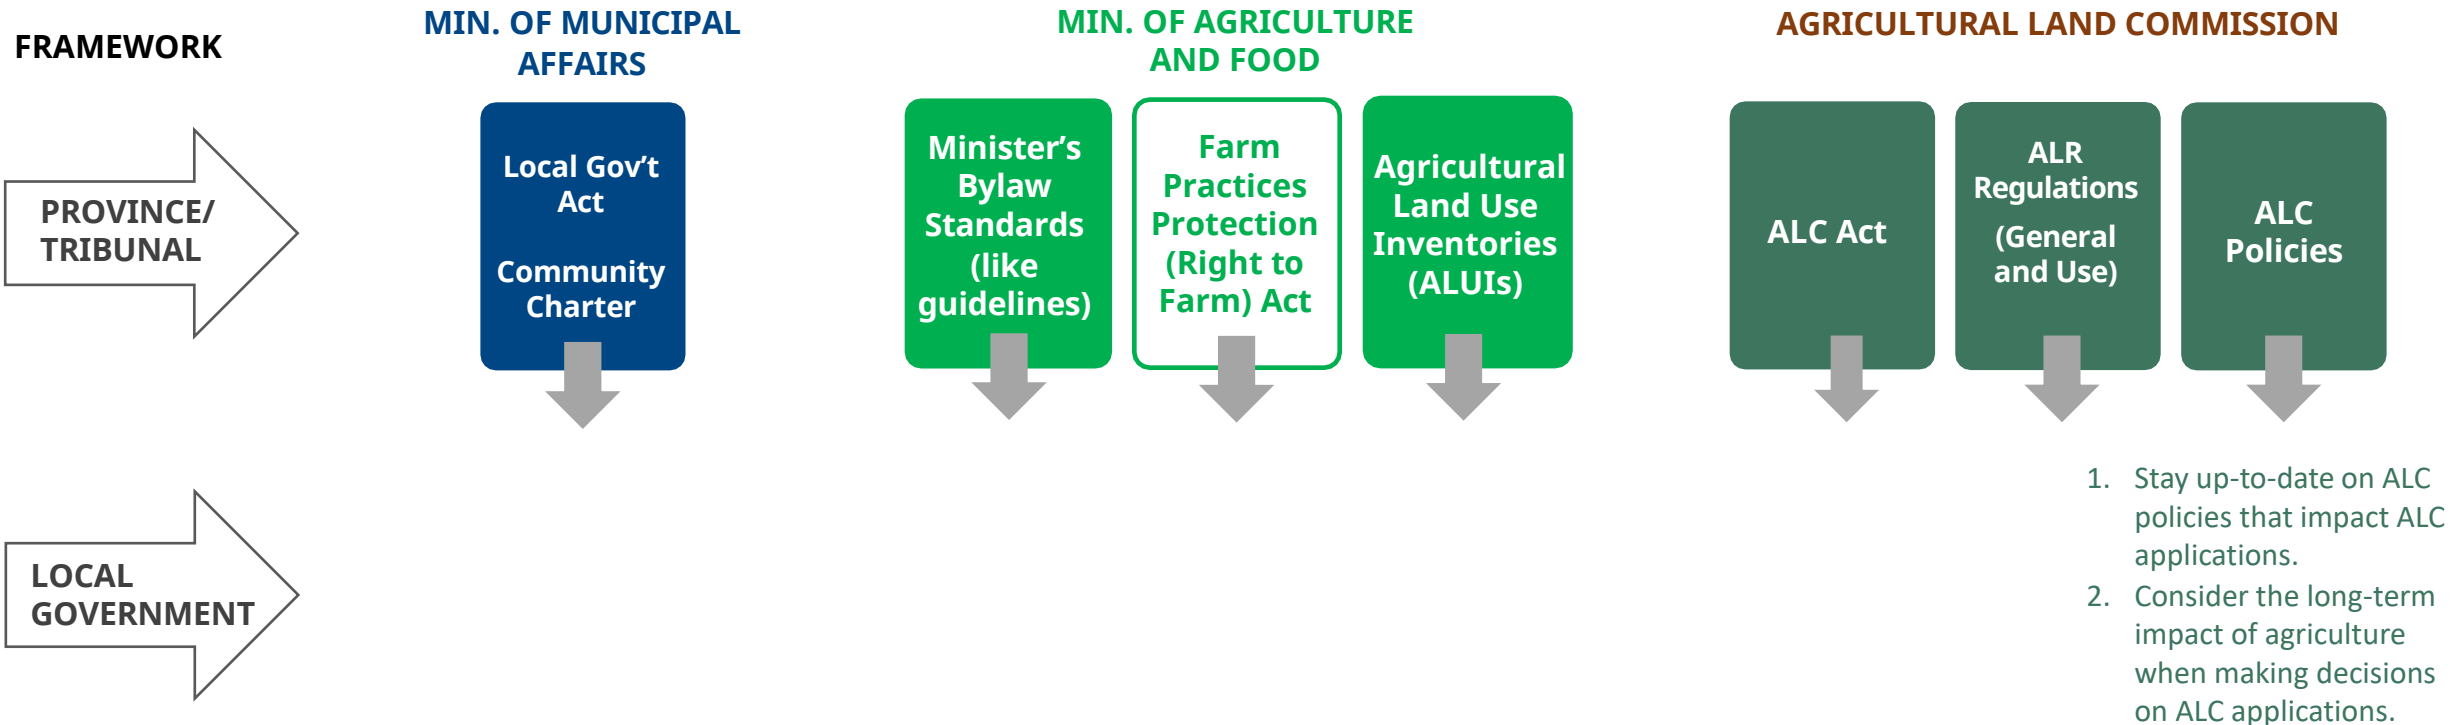 FRAMEWORK
MIN. OF MUNICIPAL
AFFAIRS
MIN. OF AGRICULTURE
AND FOOD
AGRICULTURAL LAND COMMISSION
PROVINCE/
TRIBUNAL
Local Gov’t
Act
Community
Charter
Minister’s
Bylaw
Standards
(like
guidelines)
Farm
Practices
Protection
(Right to
Farm) Act
Agricultural
Land Use
Inventories
(ALUIs)
ALC Act
ALR
Regulations
(General
and Use)
ALC
Policies
LOCAL
GOVERNMENT
1. Stay up-to-date on ALC
policies that impact ALC
applications.
2. Consider the long-term
impact of agriculture
when making decisions
on ALC applications.